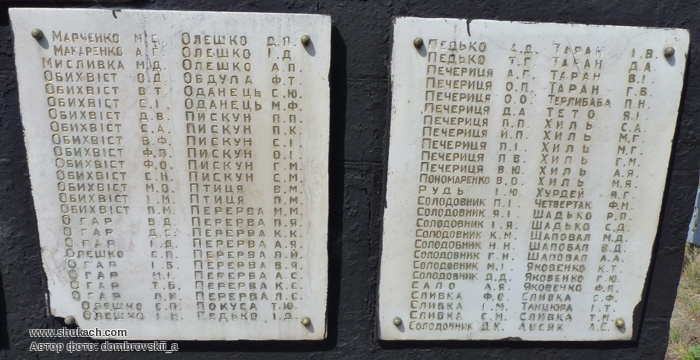 МАРЧЕНКО М.С.
МАКАРЕНКО А.Г.
МИСЛИВКА М.Д.
ОБИХВІСТ О.Д.
ОБИХВІСТ В.Т.
ОБИХВІСТ С.І.
ОБИХВІСТ Д.В.
ОБИХВІСТ С.А.
ОБИХВІСТ В.Ф.
ОБИХВІСТ Ф.П.
ОБИХВІСТ Ф.О.
ОБИХВІСТ С.Н.
ОБИХВІСТ М.О.
ОБИХВІСТ І.М.
ОБИХВІСТ П.М.
ОГАР В.Д.
ОГАР Д.С.
ОГАР І.Д.
ОЛЕШКО С.П.
ОГАР І.Б.
ОГАР М.І.
ОГАР Т.Б.
ОГАР П.И.
ОЛЕШКО С.П.
ОЛЕШКО І.В.
ОЛЕШКО Д.П.
ОЛЕШКО І.Д.
ОЛЕШКО А.П.
ОБДУЛА Ф.Т.
ОДАНЕЦЬ С.Ю.
ОДАНЕЦЬ М.Ф.
ПИСКУН П.П.
ПИСКУН П.К.
ПИСКУН С.І.
ПИСКУН О.І.
ПИСКУН Г.М.
ПИСКУН С.М.
ПТИЦЯ В.М.
ПТИЦЯ П.М.
ПЕРЕРВА М.М.
ПЕРЕРВА А.Я.
ПЕРЕРВА К.К.
ПЕРЕРВА А.Я.
ПЕРЕРВА П.Й.
ПЕРЕРВА В.Я.
ПЕРЕРВА А.С.
ПЕРЕРВА К.Є.
ПЕРЕРВА Л.С.
ПОКУСА Т.Ю.
ПЕДЬКО І.Д.
ПЕДЬКО Д.
ПЕДЬКО Т.Г.
ПЕЧЕРИЦЯ А.Г.
ПЕЧЕРИЦЯ О.П.
ПЕЧЕРИЦЯ О.О.
ПЕЧЕРИЦЯ Д.А.
ПЕЧЕРИЦЯ П.П.
ПЕЧЕРИЦЯ Й.П.
ПЕЧЕРИЦЯ П.І.
ПЕЧЕРИЦЯ П.В.
ПЕЧЕРИЦЯ В.Ю.
ПОНОМАРЕНКО В.О.
РУДЬ І.Ю.
СОЛОДОВНИК П.І.
СОЛОДОВНИК Я.І.
СОЛОДОВНИК І.Я.
СОЛОДОВНИК К.М.
СОЛОДОВНИК Н.Н.
СОЛОДОВНИК Г.Н.
СОЛОДОВНИК М.І.
СОЛОДОВНИК Д.Д.
САЛО А.Я.
СЛИВКА Ф.О.
СЛИВКА І.М.
СЛИВКА С.М.
СОЛОДОВНИК Д.К.
ТАРАН І.В.
ТАРАН Д.А.
ТАРАН В.І.
ТАРАН Г.В.
ТЕРЛИБАБА П.Н.
ТЕТО Я.І.
ХИЛЬ С.А.
ХИЛЬ М.Г.
ХИЛЬ М.Г.
ХИЛЬ Г.М.
ХИЛЬ А.Я.
ХИЛЬ М.Я.
ХУРДЕЙ Я.Г.
ЧЕТВЕРТАК Ф.Н.
ШАДЬКО Р.П.
ШАДЬКО С.Д.
ШАПОВАЛ М.Д.
ШАПОВАЛ В.Д.
ШАПОВАЛ А.Я.
ЯКОВЕНКО К.Т.
ЯКОВЕНКО Г.Ю.
ЯКОВЕНКО Ф.П.
СЛИВКА С.Ф.
ТАНЦЮРА І.Т.
СЛИВКА Т.М.
А.С.
www.shukach.com
Автор фото: dombrovskii_a